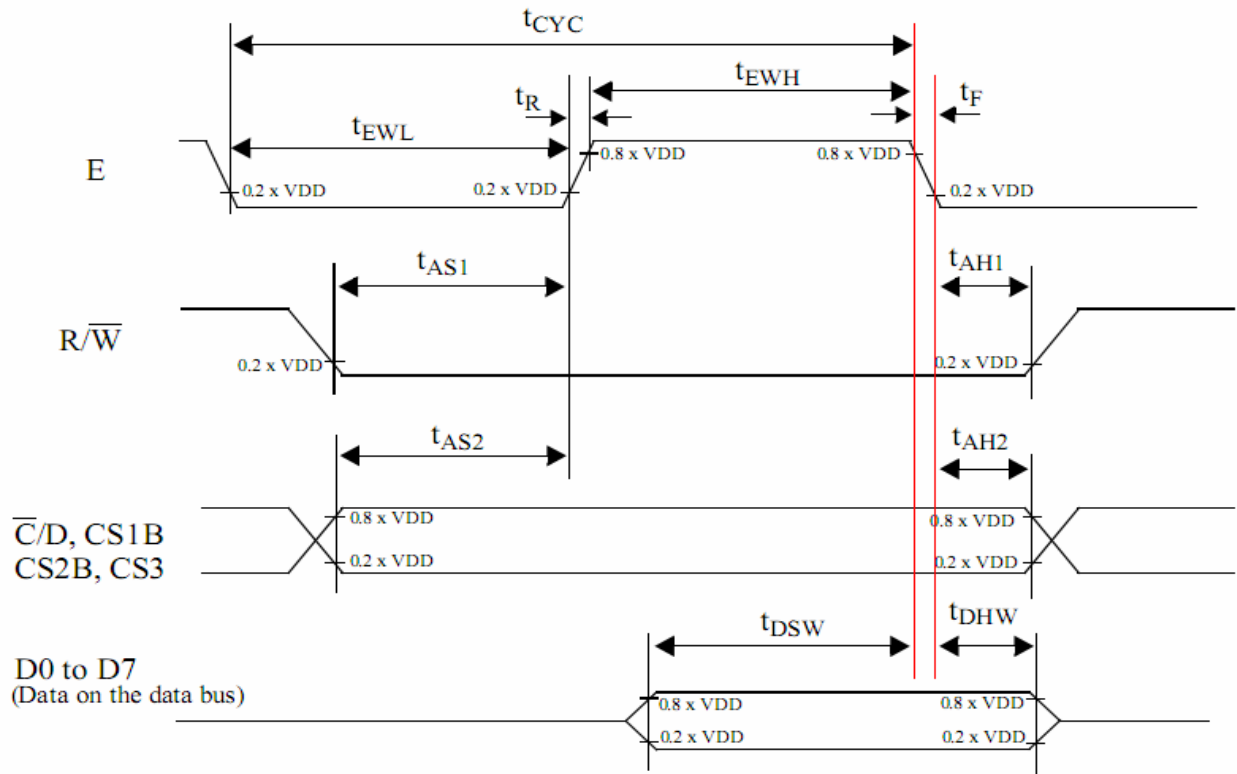 tCYC
tEWH
tR
tF
tEWL
E
0.8 x VDD
0.8 x VDD
0.2 x VDD
0.2 x VDD
0.2 x VDD
tAS1
tAH1
R/W̅
0.2 x VDD
0.2 x VDD
tAS2
tAH2
C̅/D, CS1B
CS2B, CS3
0.8 x VDD
0.8 x VDD
0.2 x VDD
0.2 x VDD
tDSW
tDHW
D0 to D7
(Data on the data bus)
0.8 x VDD
0.8 x VDD
0.2 x VDD
0.2 x VDD